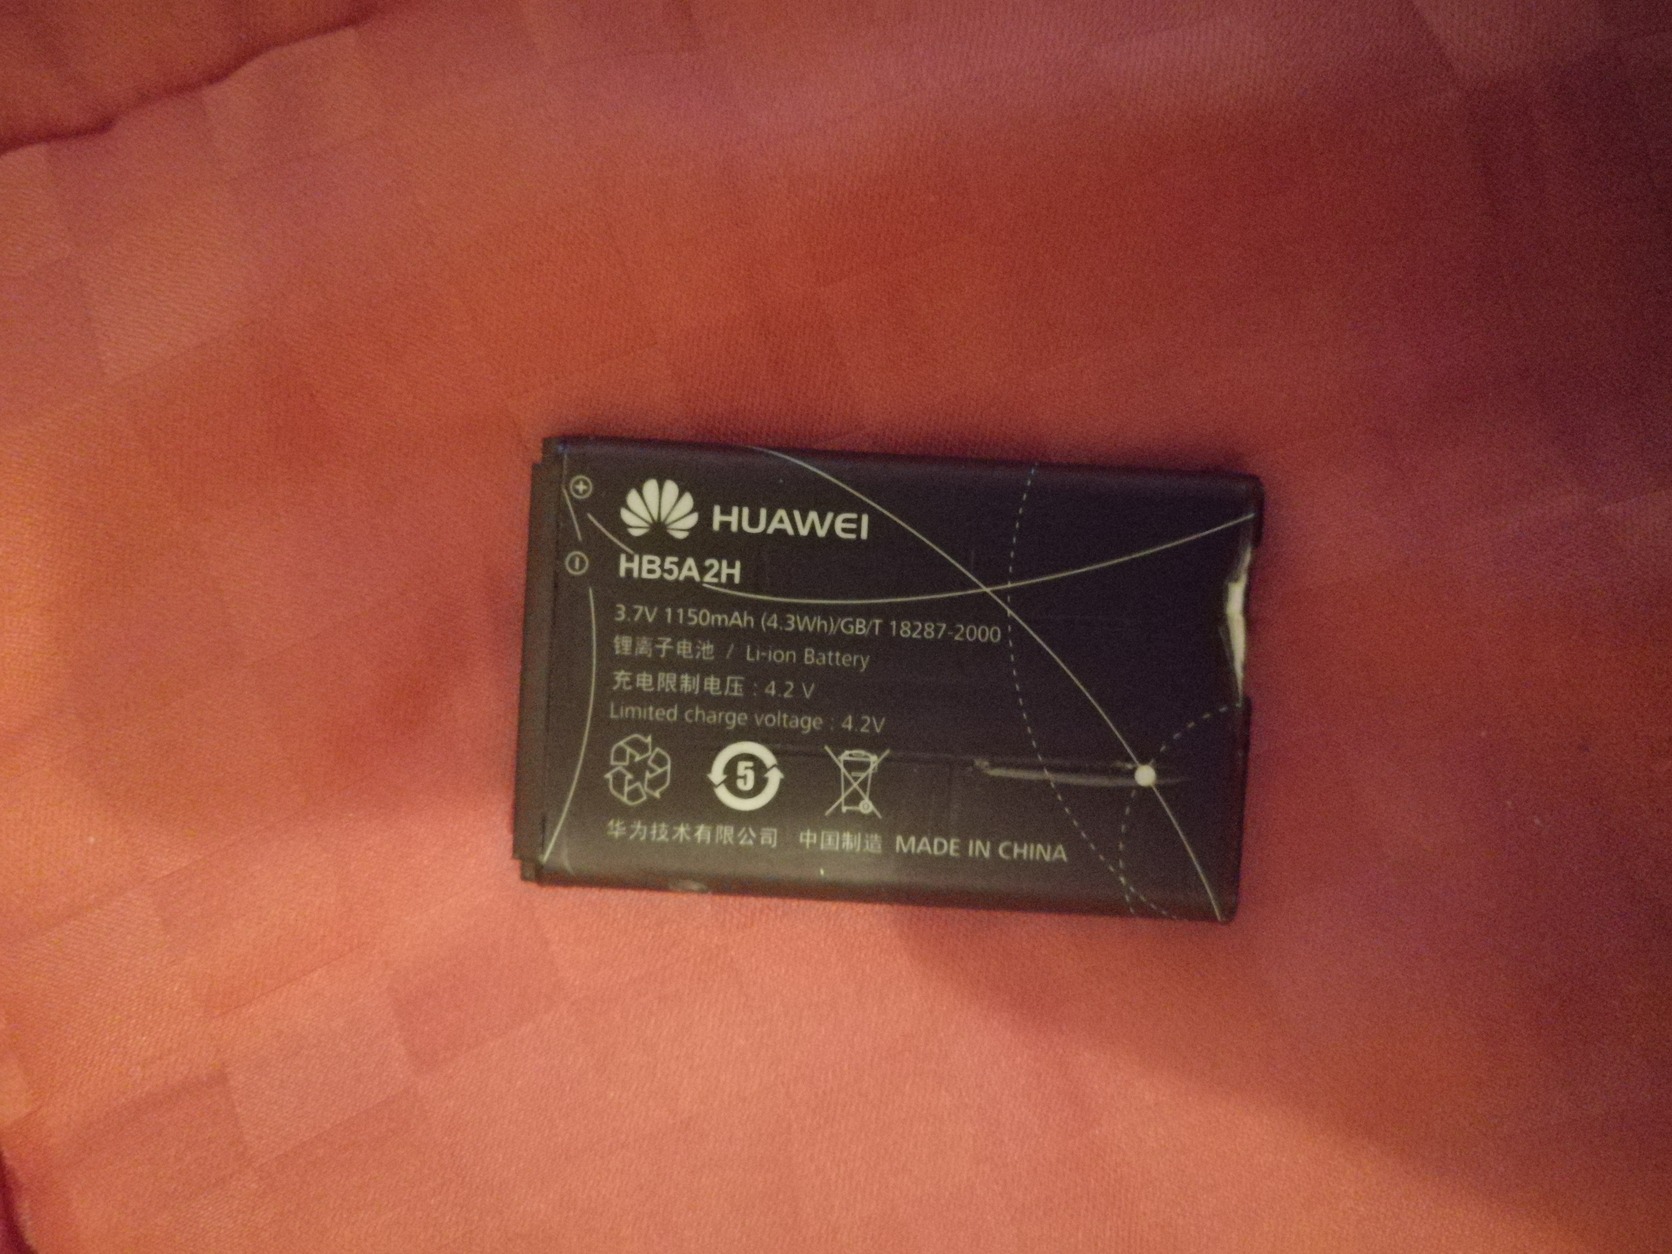 HUAWEI
HB5A2H
3.7V 1150mAh (4.3Wh)/GB/T 18287-2000
锂离子电池 / Li-ion Battery
充电限制电压 : 4.2 V
Limited charge voltage : 4.2V
5
华为技术有限公司 中国制造 MADE IN CHINA